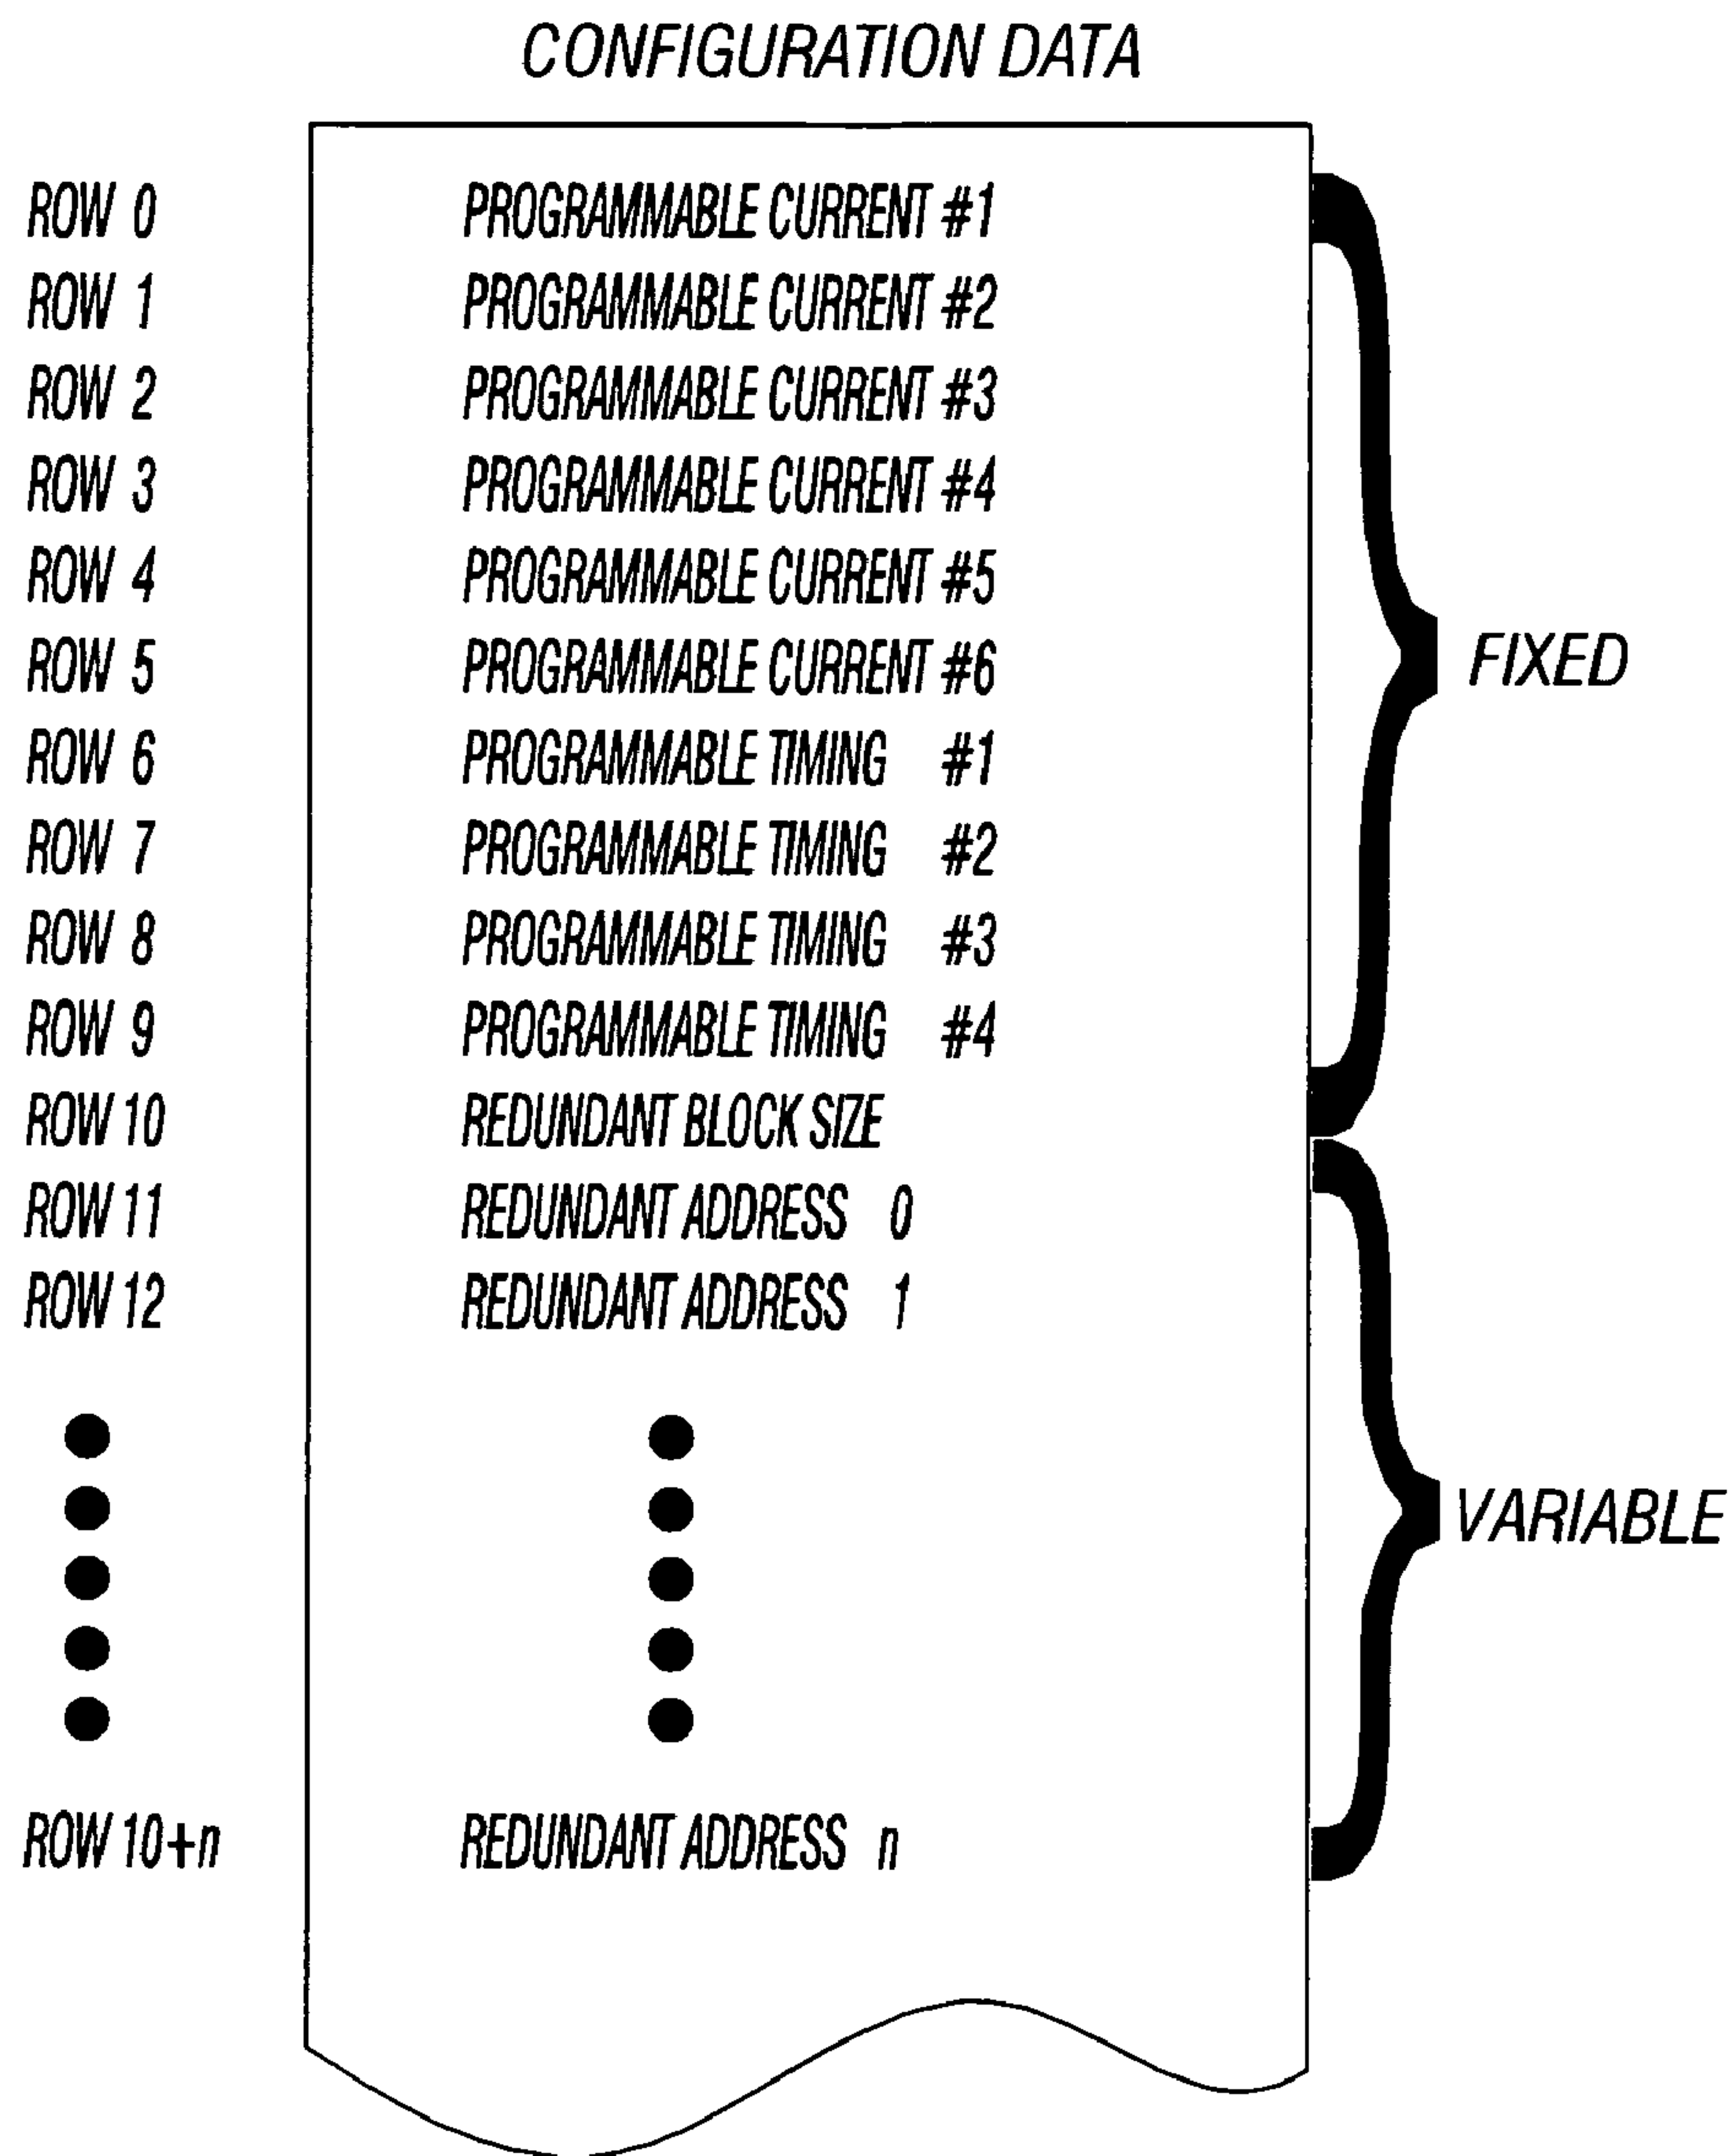 CONFIGURATION DATA
ROW 0 PROGRAMMABLE CURRENT #1
ROW 1 PROGRAMMABLE CURRENT #2
ROW 2 PROGRAMMABLE CURRENT #3
ROW 3 PROGRAMMABLE CURRENT #4
ROW 4 PROGRAMMABLE CURRENT #5
ROW 5 PROGRAMMABLE CURRENT #6
FIXED
ROW 6 PROGRAMMABLE TIMING #1
ROW 7 PROGRAMMABLE TIMING #2
ROW 8 PROGRAMMABLE TIMING #3
ROW 9 PROGRAMMABLE TIMING #4
ROW 10 REDUNDANT BLOCK SIZE
ROW 11 REDUNDANT ADDRESS 0
ROW 12 REDUNDANT ADDRESS 1
VARIABLE
ROW 10+n REDUNDANT ADDRESS n